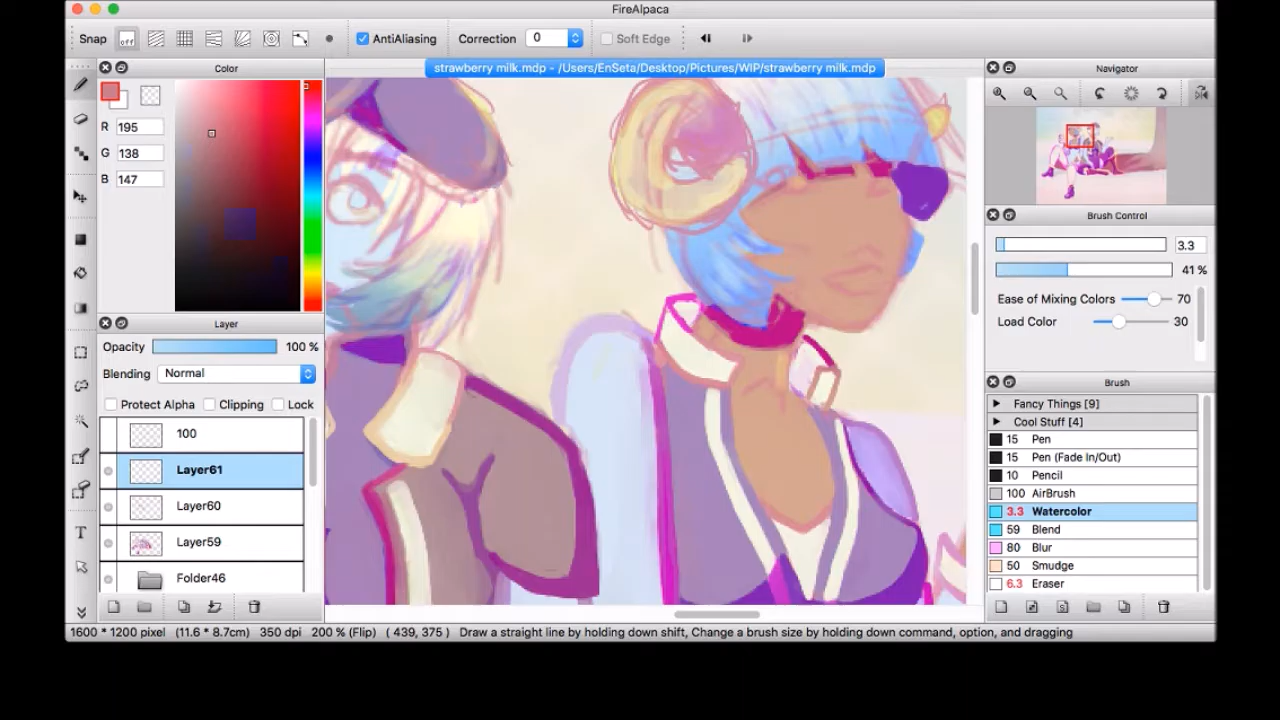 FireAlpaca
Snap off AntiAliasing Correction 0 Soft Edge
strawberry milk.mdp - /Users/EnSeta/Desktop/Pictures/WIP/strawberry milk.mdp
Color
R 195
G 138
B 147
Layer
Opacity 100 %
Blending Normal
Protect Alpha Clipping Lock
100
Layer61
Layer60
Layer59
Folder46
Navigator
Brush Control
3.3
41 %
Ease of Mixing Colors 70
Load Color 30
Brush
Fancy Things [9]
Cool Stuff [4]
15 Pen
15 Pen (Fade In/Out)
10 Pencil
100 AirBrush
3.3 Watercolor
59 Blend
80 Blur
50 Smudge
6.3 Eraser
T
1600 * 1200 pixel (11.6 * 8.7cm) 350 dpi 200 % (Flip) ( 439, 375 ) Draw a straight line by holding down shift, Change a brush size by holding down command, option, and dragging